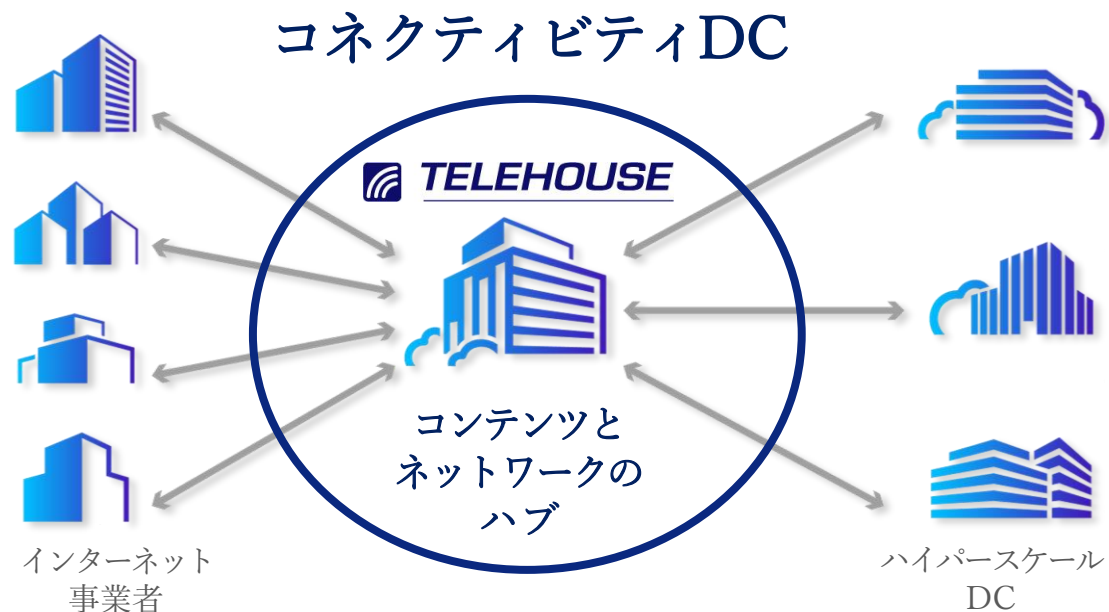 コネクティビティDC
TELEHOUSE
コンテンツと
ネットワークの
ハブ
インターネット
事業者
ハイパースケール
DC